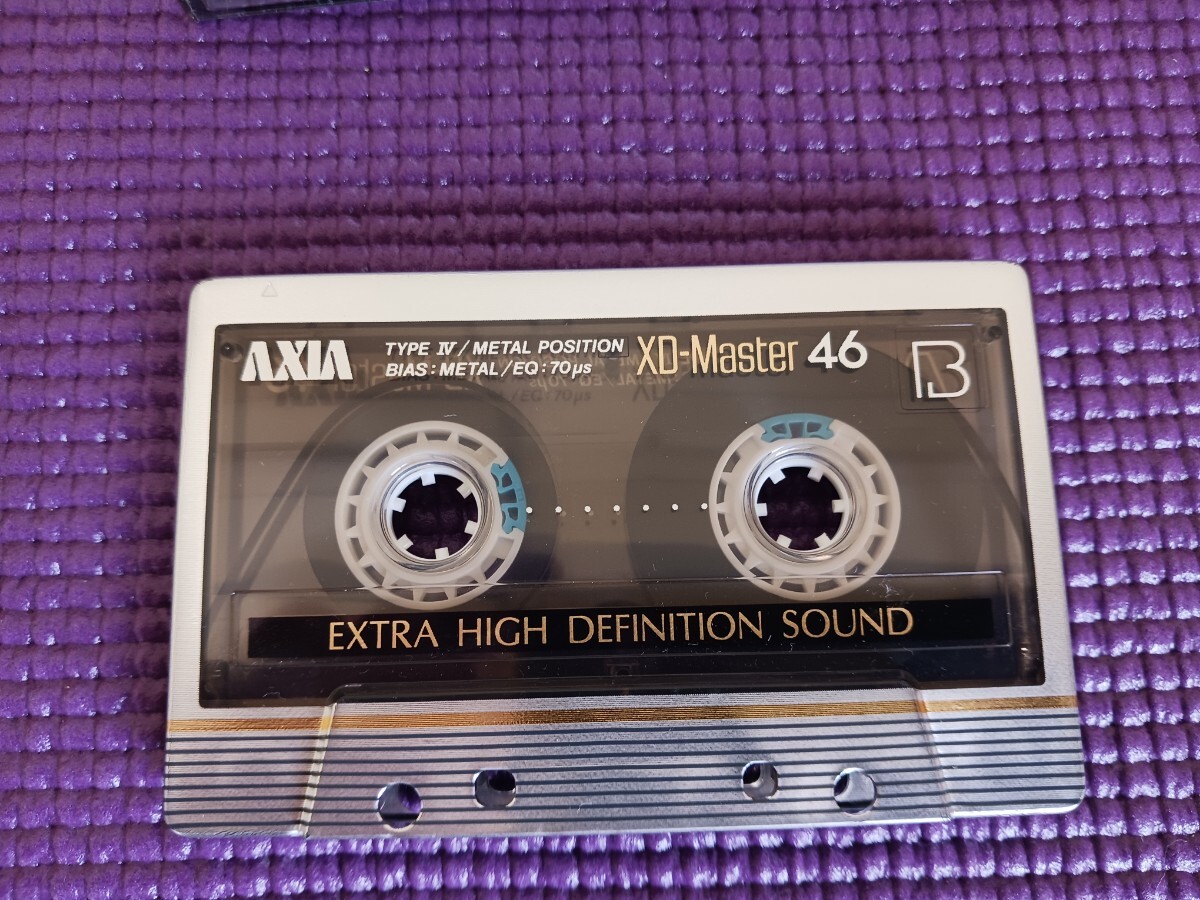 AXIA
TYPE IV / METAL POSITION
BIAS : METAL / EQ : 70μs
XD-Master 46
B
EXTRA HIGH DEFINITION SOUND